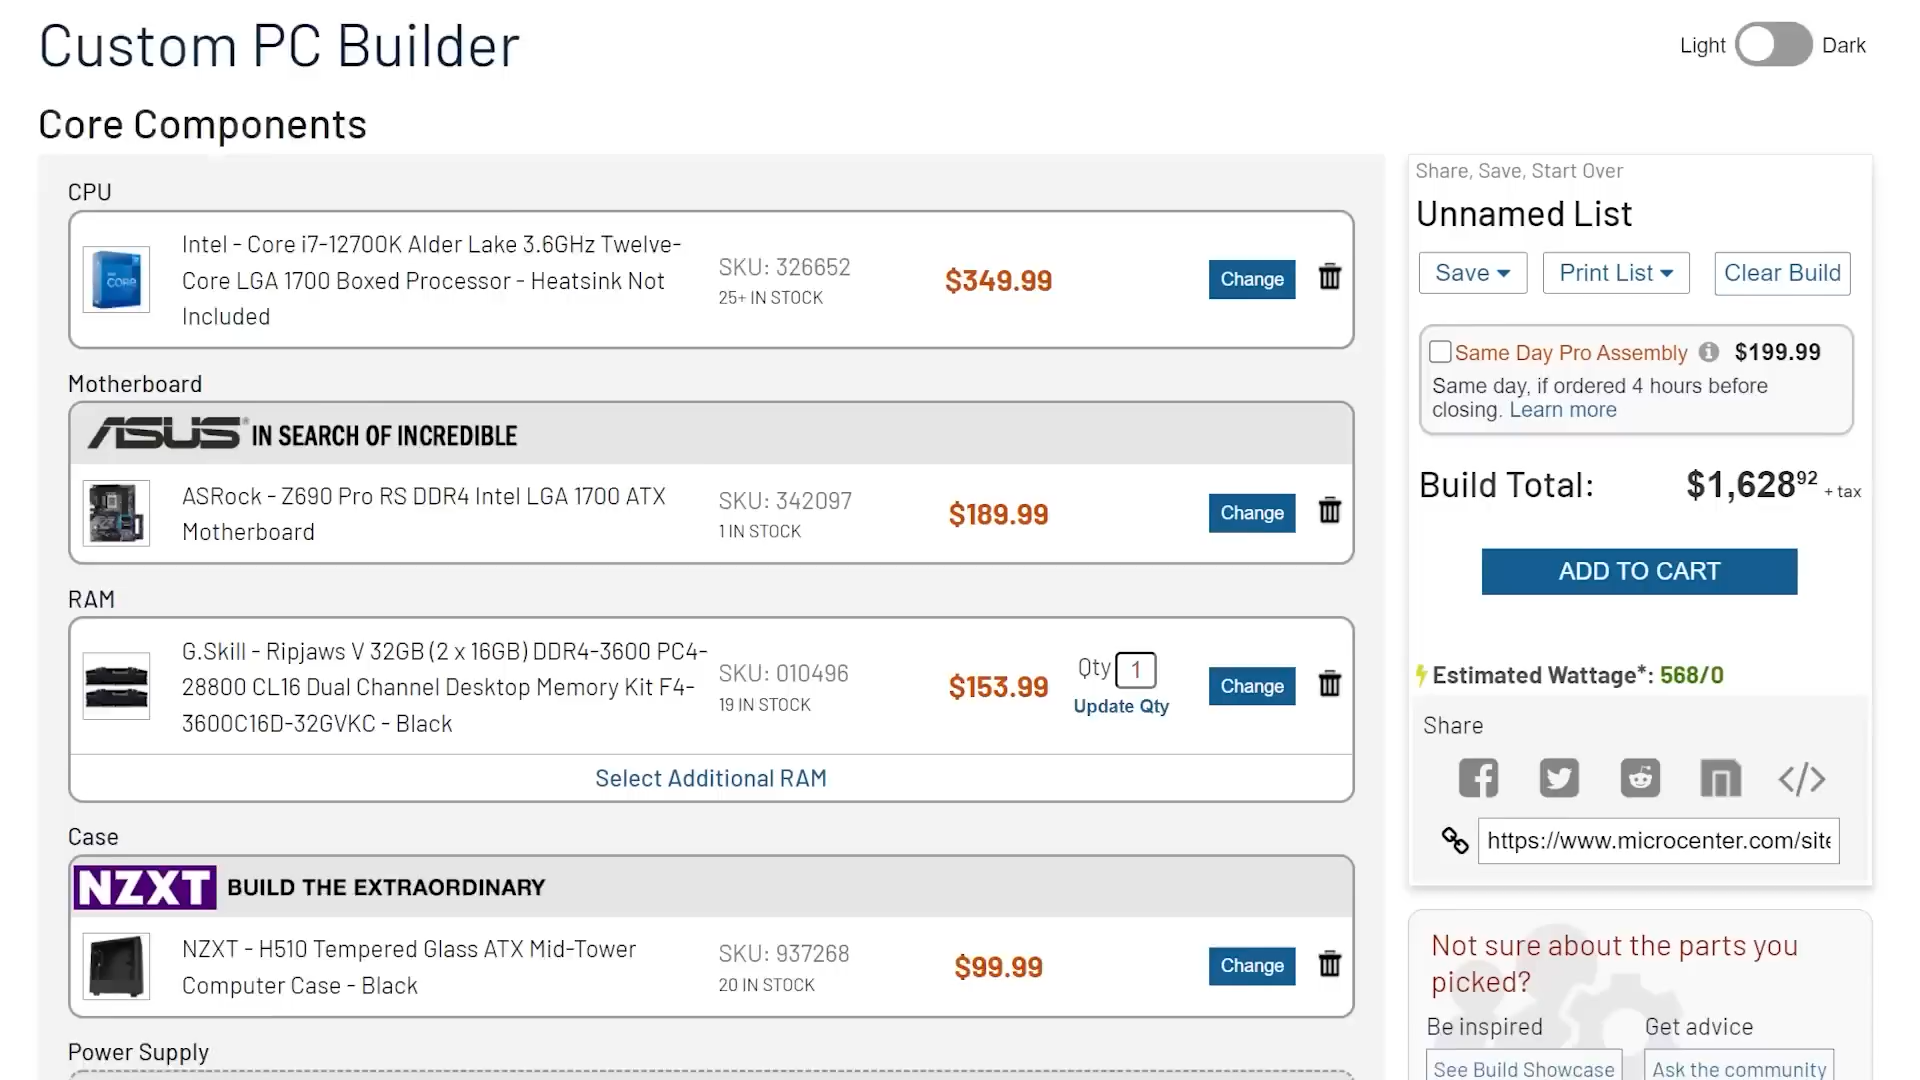 Custom PC Builder
Light
Dark
Core Components
CPU
Intel - Core i7-12700K Alder Lake 3.6GHz Twelve-
Core LGA 1700 Boxed Processor - Heatsink Not
Included
SKU: 326652
25+ IN STOCK
$349.99
Change
Motherboard
ASUS IN SEARCH OF INCREDIBLE
ASRock - Z690 Pro RS DDR4 Intel LGA 1700 ATX
Motherboard
SKU: 342097
1 IN STOCK
$189.99
Change
RAM
G.Skill - Ripjaws V 32GB (2 x 16GB) DDR4-3600 PC4-
28800 CL16 Dual Channel Desktop Memory Kit F4-
3600C16D-32GVKC - Black
SKU: 010496
19 IN STOCK
$153.99
Qty 1
Update Qty
Change
Select Additional RAM
Case
NZXT BUILD THE EXTRAORDINARY
NZXT - H510 Tempered Glass ATX Mid-Tower
Computer Case - Black
SKU: 937268
20 IN STOCK
$99.99
Change
Power Supply
Share, Save, Start Over
Unnamed List
Save
Print List
Clear Build
Same Day Pro Assembly $199.99
Same day, if ordered 4 hours before
closing. Learn more
Build Total: $1,62892 + tax
ADD TO CART
Estimated Wattage*: 568/0
Share
https://www.microcenter.com/site
Not sure about the parts you
picked?
Be inspired
Get advice
See Build Showcase
Ask the community